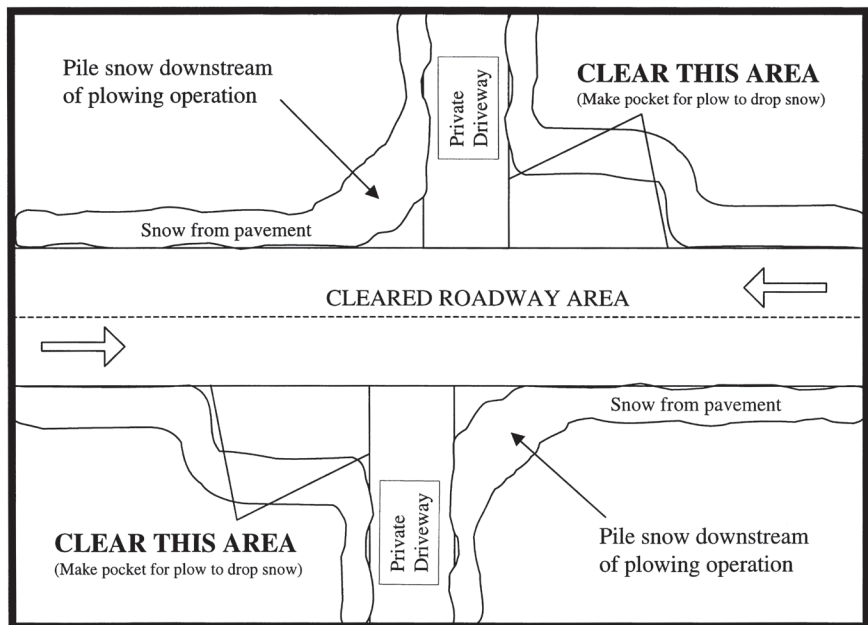 Pile snow downstream
of plowing operation
CLEAR THIS AREA
(Make pocket for plow to drop snow)
Private
Driveway
Snow from pavement
CLEARED ROADWAY AREA
Snow from pavement
Private
Driveway
CLEAR THIS AREA
(Make pocket for plow to drop snow)
Pile snow downstream
of plowing operation